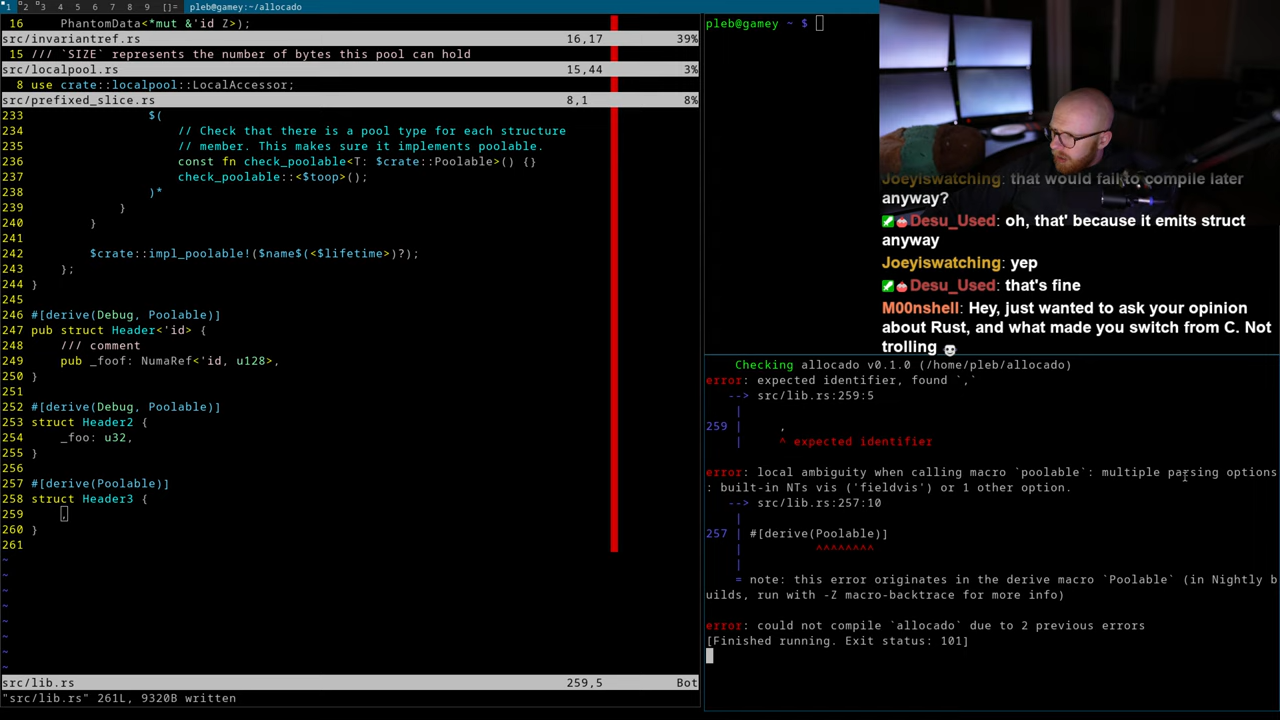 1 2 3 4 5 6 7 8 9 []= pleb@gamey:~/allocado
16 PhantomData<*mut &'id Z>);
src/invariantref.rs 16,17 39%
15 /// `SIZE` represents the number of bytes this pool can hold
src/localpool.rs 15,44 3%
8 use crate::localpool::LocalAccessor;
src/prefixed_slice.rs 8,1 8%
233 $(
234 // Check that there is a pool type for each structure
235 // member. This makes sure it implements poolable.
236 const fn check_poolable<T: $crate::Poolable>() {}
237 check_poolable::<$toop>();
238 )*
239 }
240 }
241
242 $crate::impl_poolable!($name$(<$lifetime>)?);
243 };
244 }
245
246 #[derive(Debug, Poolable)]
247 pub struct Header<'id> {
248 /// comment
249 pub _foof: NumaRef<'id, u128>,
250 }
251
252 #[derive(Debug, Poolable)]
253 struct Header2 {
254 _foo: u32,
255 }
256
257 #[derive(Poolable)]
258 struct Header3 {
259 ,
260 }
261
~
~
~
~
~
~
~
~
src/lib.rs 259,5 Bot
"src/lib.rs" 261L, 9320B written
pleb@gamey ~ $
Joeyiswatching: that would fail to compile later
anyway?
Desu_Used: oh, that' because it emits struct
anyway
Joeyiswatching: yep
Desu_Used: that's fine
M00nshell: Hey, just wanted to ask your opinion
about Rust, and what made you switch from C. Not
trolling
Checking allocado v0.1.0 (/home/pleb/allocado)
error: expected identifier, found `,`
--> src/lib.rs:259:5
|
259 | ,
| ^ expected identifier
error: local ambiguity when calling macro `poolable`: multiple parsing options
: built-in NTs vis ('fieldvis') or 1 other option.
--> src/lib.rs:257:10
|
257 | #[derive(Poolable)]
| ^^^^^^^^
|
= note: this error originates in the derive macro `Poolable` (in Nightly b
uilds, run with -Z macro-backtrace for more info)
error: could not compile `allocado` due to 2 previous errors
[Finished running. Exit status: 101]